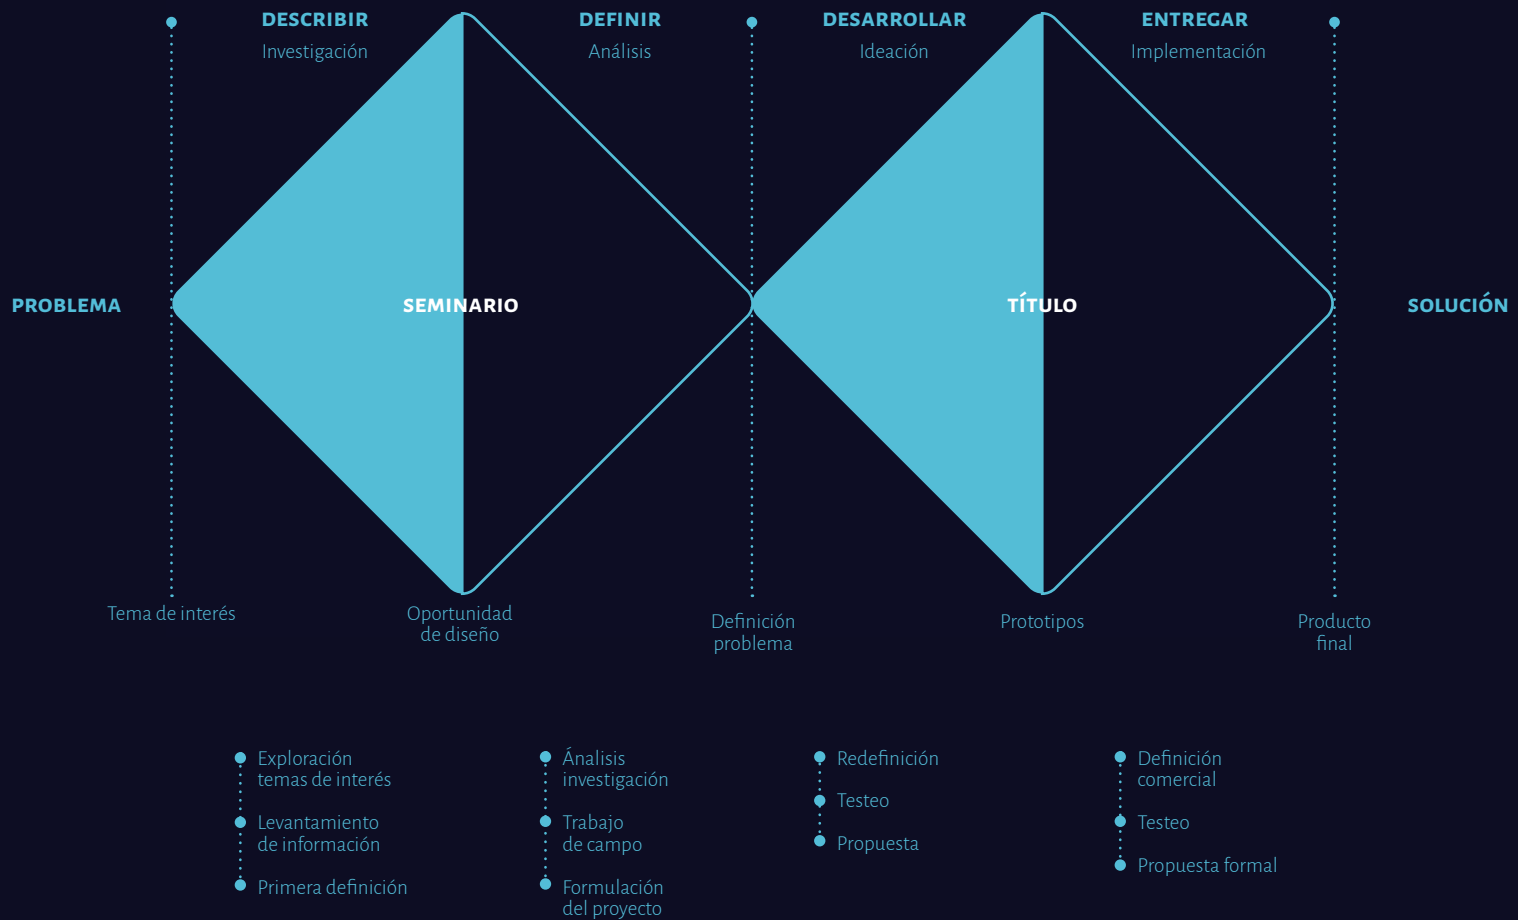 DESCRIBIR
Investigación
DEFINIR
Análisis
DESARROLLAR
Ideación
ENTREGAR
Implementación
PROBLEMA
SEMINARIO
TÍTULO
SOLUCIÓN
Tema de interés
Oportunidad
de diseño
Definición
problema
Prototipos
Producto
final
Exploración
temas de interés
Levantamiento
de información
Primera definición
Ánalisis
investigación
Trabajo
de campo
Formulación
del proyecto
Redefinición
Testeo
Propuesta
Definición
comercial
Testeo
Propuesta formal